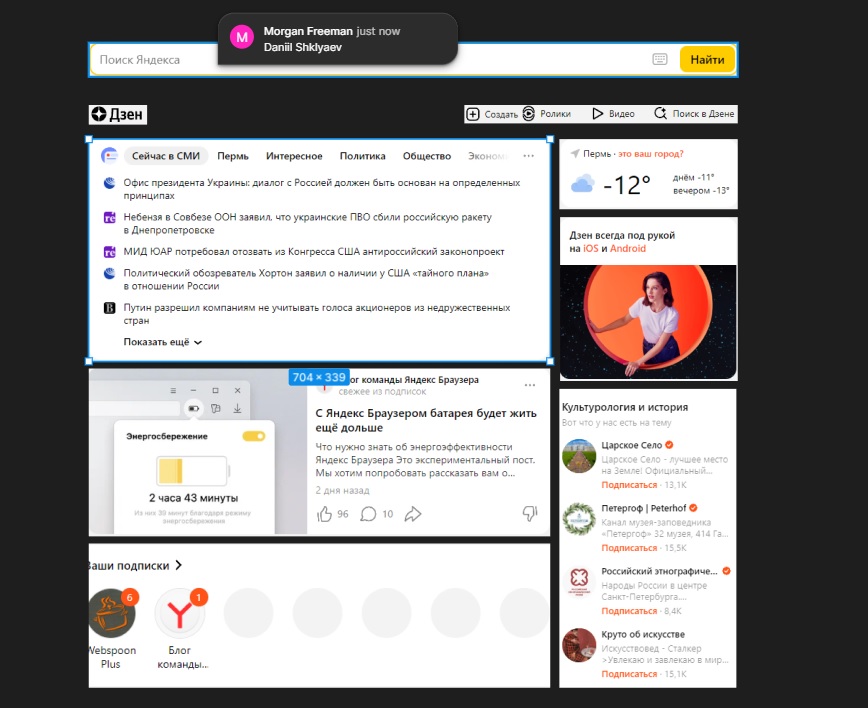 Morgan Freeman just now
M
Daniil Shklyaev
Поиск Яндекса
Найти
Дзен
Создать Ролики Видео Поиск в Дзене
Сейчас в СМИ Пермь Интересное Политика Общество Эконом
Офис президента Украины: диалог с Россией должен быть основан на определенных
принципах
Небензя в Совбезе ООН заявил, что украинские ПВО сбили российскую ракету
в Днепропетровске
МИД ЮАР потребовал отозвать из Конгресса США антироссийский законопроект
Политический обозреватель Хортон заявил о наличии у США «тайного плана»
в отношении России
Путин разрешил компаниям не учитывать голоса акционеров из недружественных
стран
Показать ещё
Пермь · это ваш город?
-12°
днём -11°
вечером -13°
Дзен всегда под рукой
на iOS и Android
704 × 339
ог команды Яндекс Браузера
свежее из подписок
С Яндекс Браузером батарея будет жить
ещё дольше
Что нужно знать об энергоэффективности
Яндекс Браузера Это экспериментальный пост.
Мы хотим попробовать рассказать вам о...
2 дня назад
96 10
Энергосбережение
2 часа 43 минуты
Из них 39 минут благодаря режиму
энергосбережения
Ваши подписки
6
1
Webspoon
Plus
Блог
команды...
Культурология и история
Вот что у нас есть на тему
Царское Село
Царское Село - лучшее место
на Земле! Официальный...
Подписаться · 13,1K
Петергоф | Peterhof
Канал музея-заповедника
«Петергоф» 32 музея, 414 Га...
Подписаться · 15,5K
Российский этнографиче...
Народы России в центре
Санкт-Петербурга....
Подписаться · 8,4K
Круто об искусстве
Искусствовед - Сталкер
>Увлекаю и завлекаю в мир...
Подписаться · 15,1K